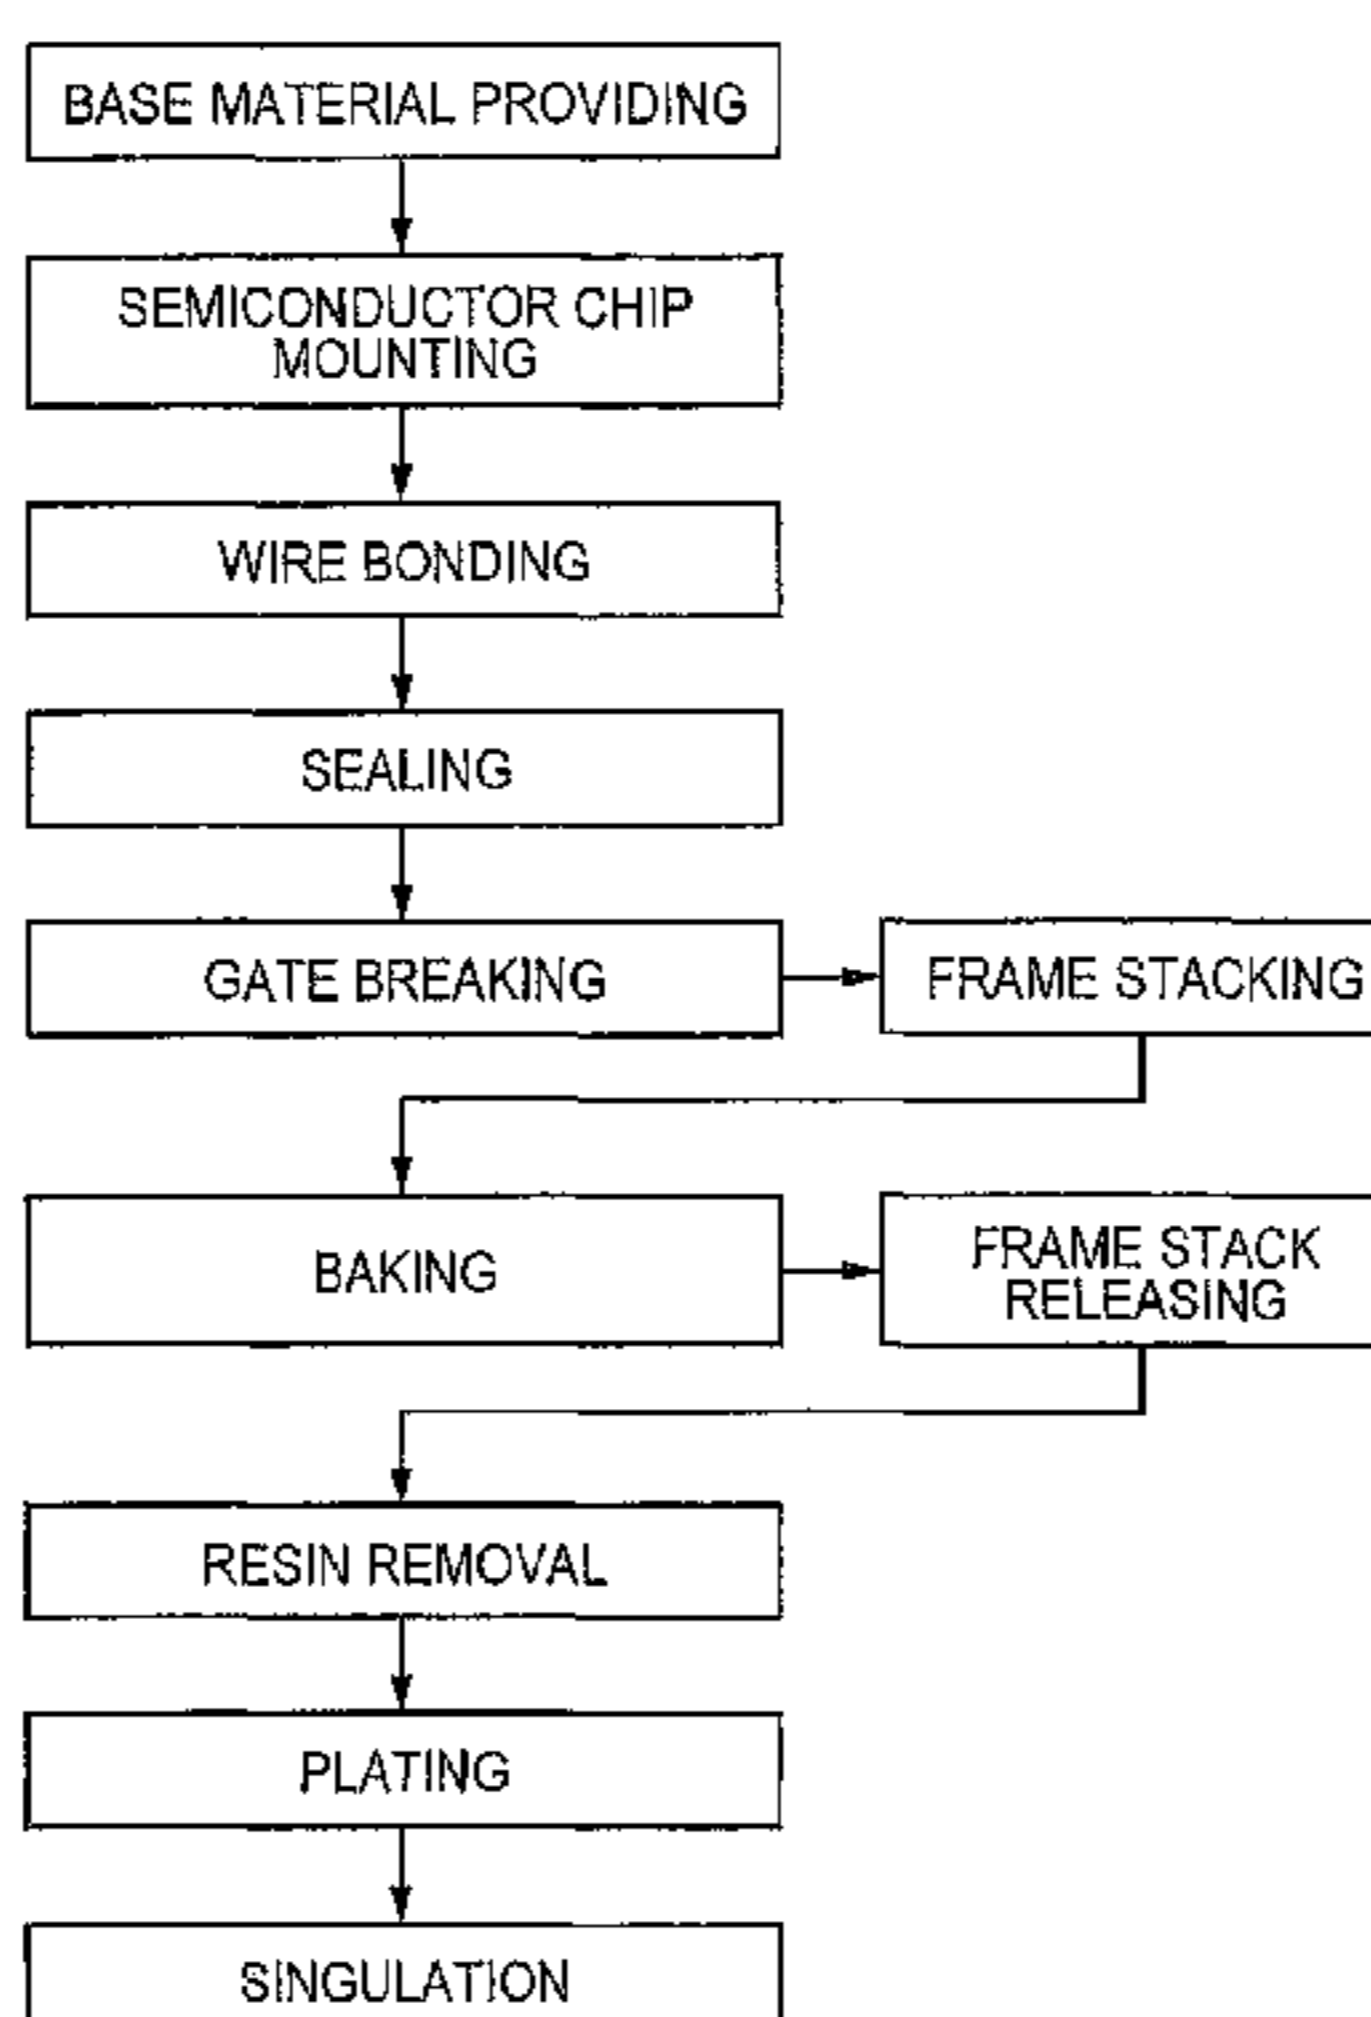 BASE MATERIAL PROVIDING
SEMICONDUCTOR CHIP
MOUNTING
WIRE BONDING
SEALING
GATE BREAKING
FRAME STACKING
BAKING
FRAME STACK
RELEASING
RESIN REMOVAL
PLATING
SINGULATION